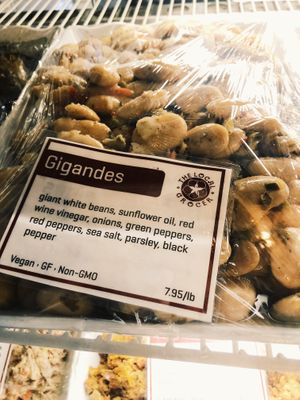 Gigandes
THE LOCAL
GROCER
giant white beans, sunflower oil, red
wine vinegar, onions, green peppers,
red peppers, sea salt, parsley, black
pepper
Vegan · GF · Non-GMO
7.95/lb